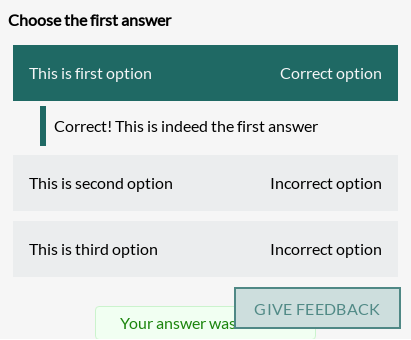 Choose the first answer
This is first option Correct option
Correct! This is indeed the first answer
This is second option Incorrect option
This is third option Incorrect option
Your answer was
GIVE FEEDBACK